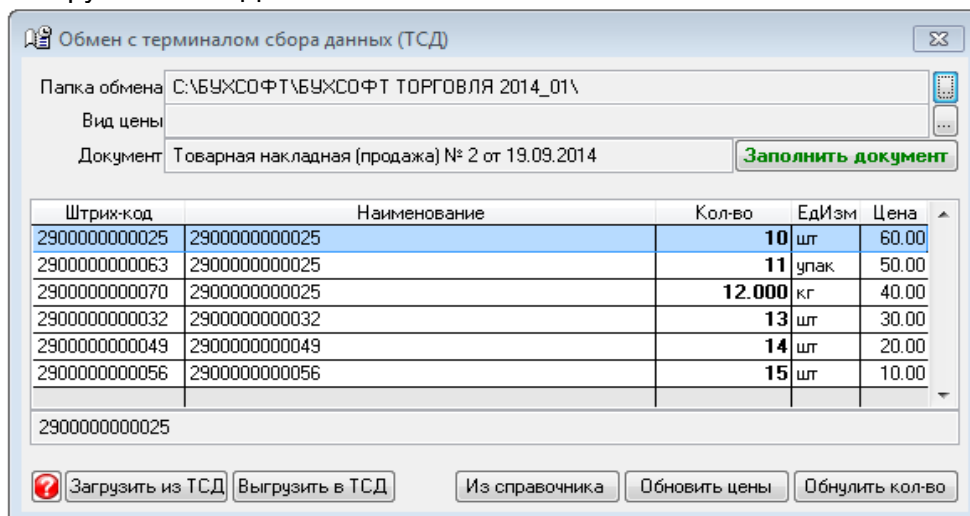 Обмен с терминалом сбора данных (ТСД)
Папка обмена C:\БУХСОФТ\БУХСОФТ ТОРГОВЛЯ 2014_01\
Вид цены ...
Документ Товарная накладная (продажа) № 2 от 19.09.2014 Заполнить документ
Штрих-код Наименование Кол-во ЕдИзм Цена
2900000000025 2900000000025 10 шт 60.00
2900000000063 2900000000025 11 упак 50.00
2900000000070 2900000000025 12.000 кг 40.00
2900000000032 2900000000032 13 шт 30.00
2900000000049 2900000000049 14 шт 20.00
2900000000056 2900000000056 15 шт 10.00
2900000000025
? Загрузить из ТСД Выгрузить в ТСД Из справочника Обновить цены Обнулить кол-во